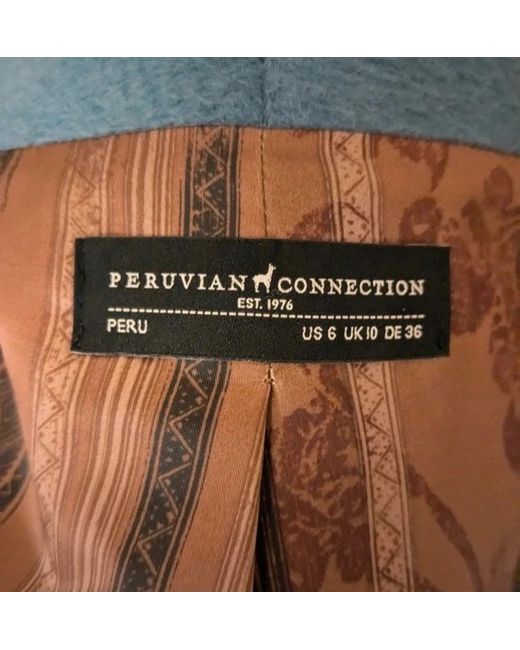 PERUVIAN CONNECTION
EST. 1976
PERU US 6 UK 10 DE 36